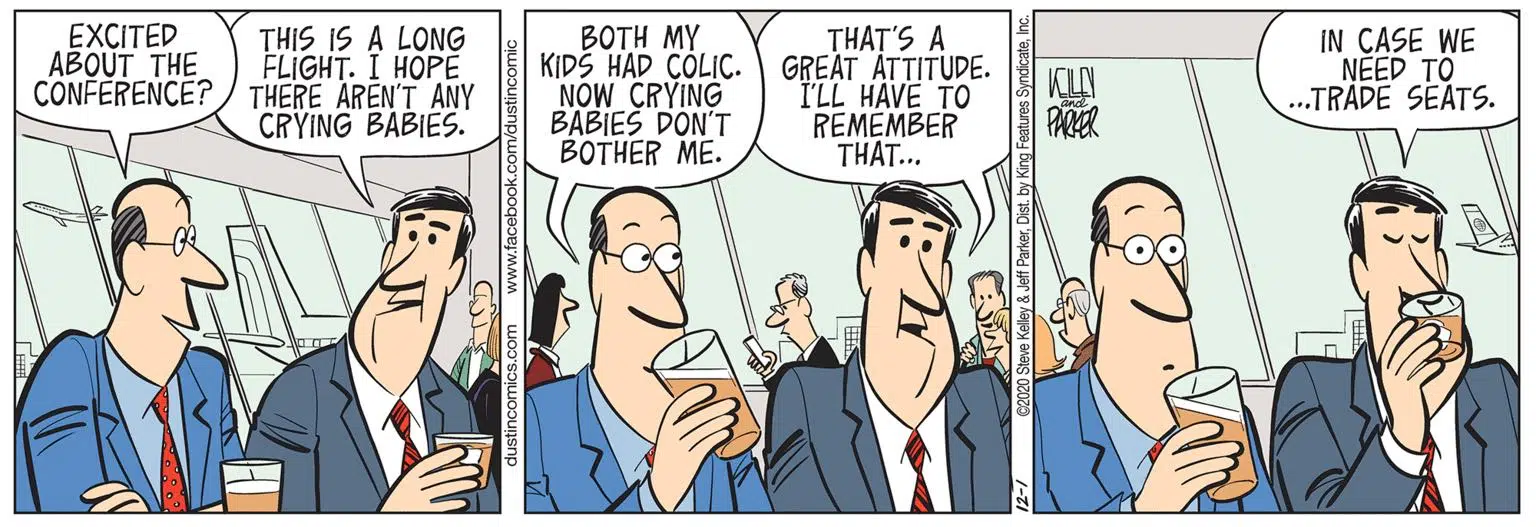 EXCITED
ABOUT THE
CONFERENCE?
THIS IS A LONG
FLIGHT. I HOPE
THERE AREN'T ANY
CRYING BABIES.
dustincomics.com www.facebook.com/dustincomic
BOTH MY
KIDS HAD COLIC.
NOW CRYING
BABIES DON'T
BOTHER ME.
THAT'S A
GREAT ATTITUDE.
I'LL HAVE TO
REMEMBER
THAT...
12-1 ©2020 Steve Kelley & Jeff Parker, Dist. by King Features Syndicate, Inc.
KELLEY
and
PARKER
IN CASE WE
NEED TO
...TRADE SEATS.